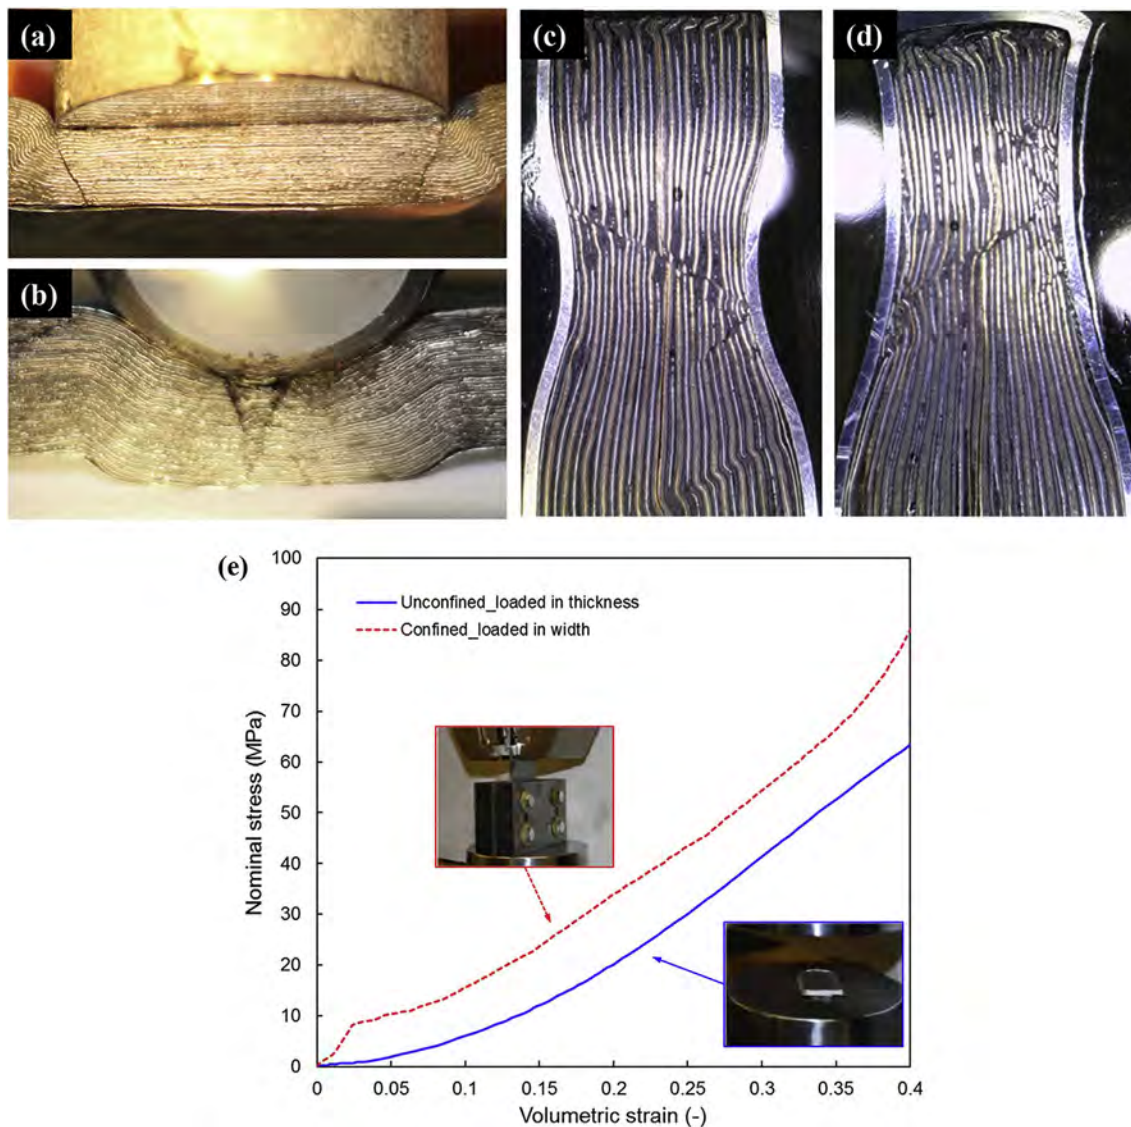 (a)
(b)
(c)
(d)
(e)
Unconfined_loaded in thickness
Confined_loaded in width
Nominal stress (MPa)
100
90
80
70
60
50
40
30
20
10
0
0
0.05
0.1
0.15
0.2
0.25
0.3
0.35
0.4
Volumetric strain (-)